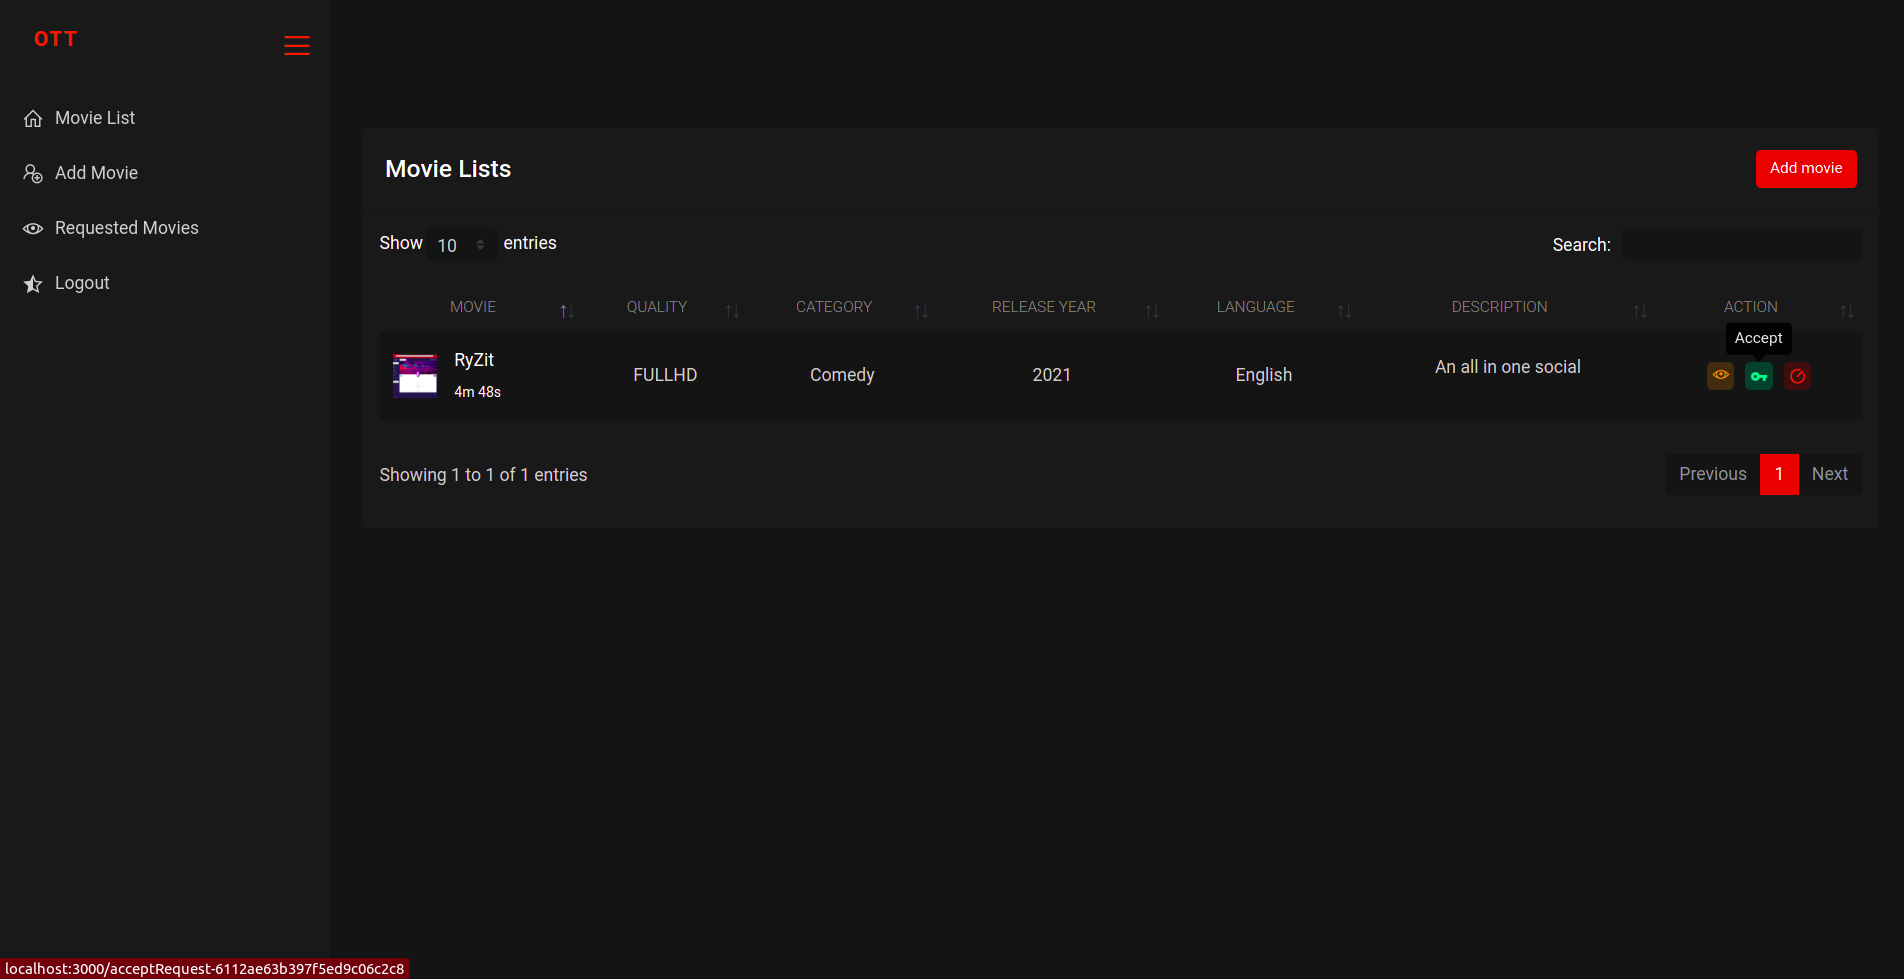 OTT
Movie List
Add Movie
Requested Movies
Logout
Movie Lists
Add movie
Show 10 entries
Search:
MOVIE QUALITY CATEGORY RELEASE YEAR LANGUAGE DESCRIPTION ACTION
Accept
RyZit
4m 48s
FULLHD
Comedy
2021
English
An all in one social
Showing 1 to 1 of 1 entries
Previous 1 Next
localhost:3000/acceptRequest-6112ae63b397f5ed9c06c2c8